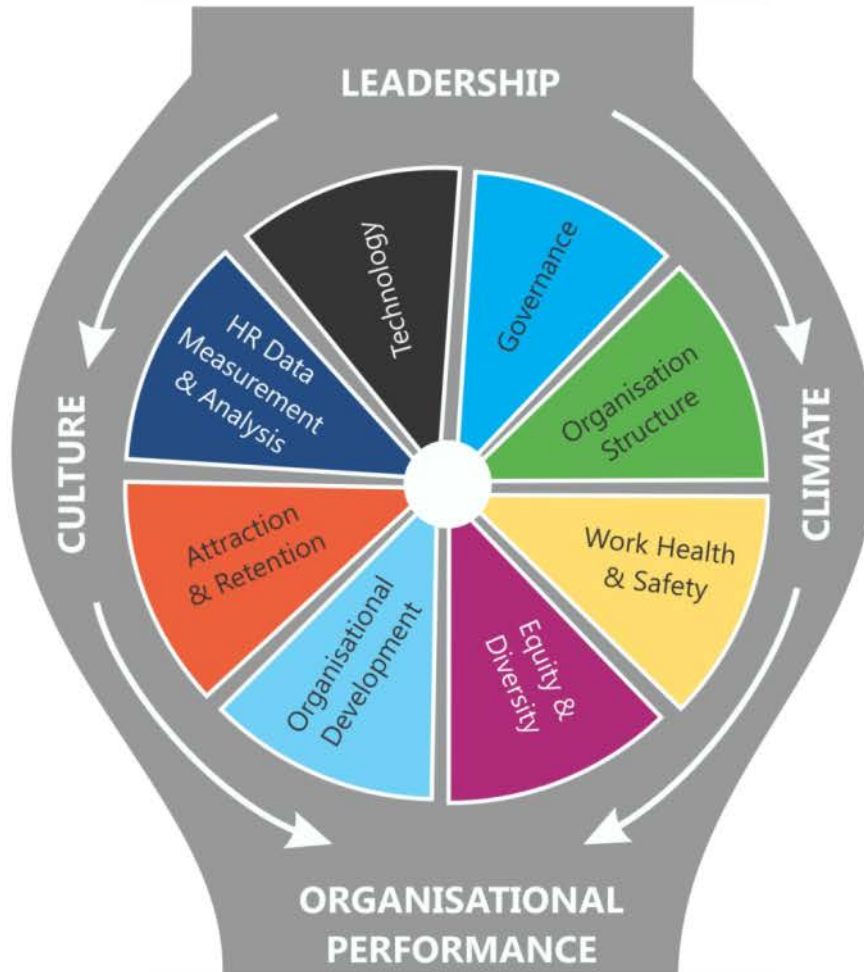 LEADERSHIP
Technology
Governance
HR Data
Measurement
& Analysis
Organisation
Structure
CULTURE
CLIMATE
Attraction
& Retention
Work Health
& Safety
Organisational
Development
Equity &
Diversity
ORGANISATIONAL
PERFORMANCE